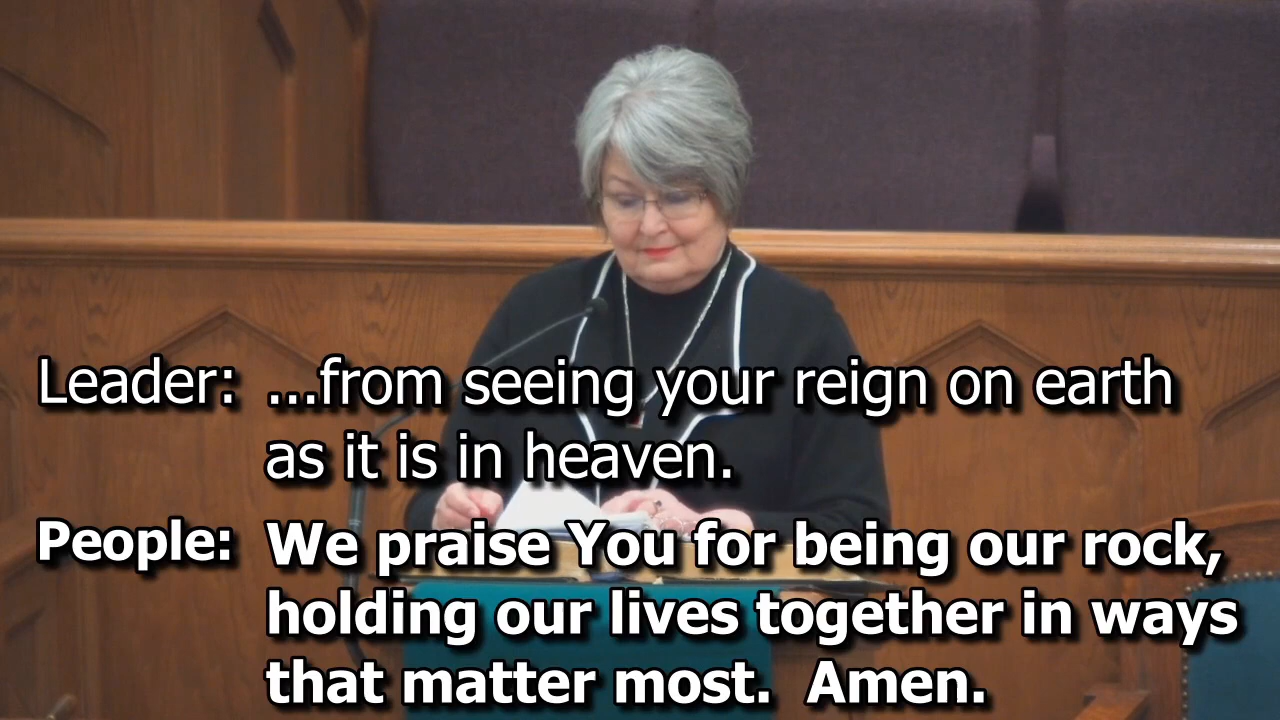 Leader: ...from seeing your reign on earth
as it is in heaven.
People: We praise You for being our rock,
holding our lives together in ways
that matter most.  Amen.